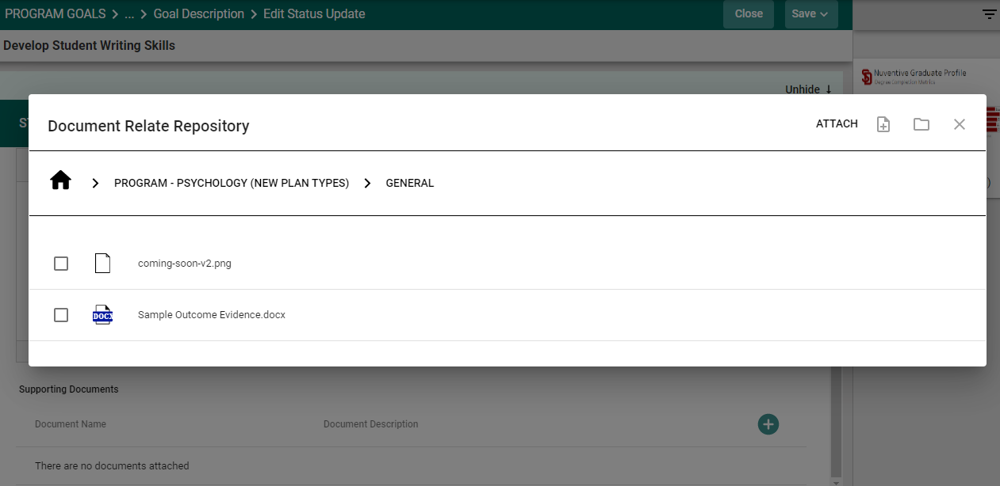 PROGRAM GOALS > ... > Goal Description > Edit Status Update
Close
Save
Develop Student Writing Skills
Nuventive Graduate Profile
Degree Completion Metrics
Unhide ↓
Document Relate Repository
ATTACH
PROGRAM - PSYCHOLOGY (NEW PLAN TYPES) > GENERAL
coming-soon-v2.png
DOCX
Sample Outcome Evidence.docx
Supporting Documents
Document Name
Document Description
There are no documents attached